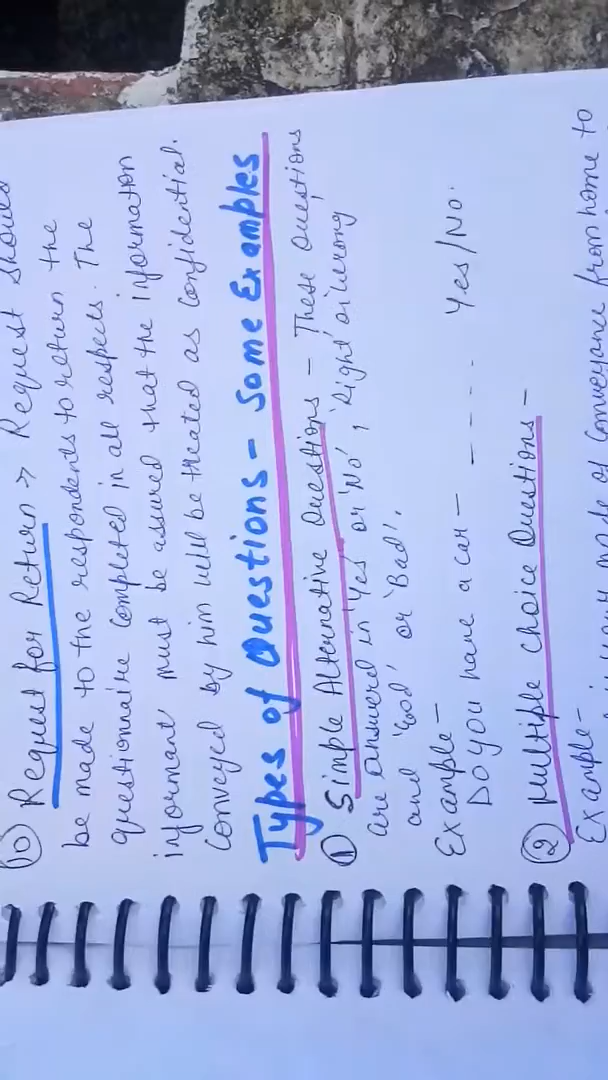 ⑩ Request for Return → Request should
be made to the respondents to return the
questionnaire completed in all respects. The
informant must be assured that the information
conveyed by him will be treated as confidential.
Types of Questions - Some Examples
① Simple Alternative Questions - These Questions
are answered in 'Yes' or 'No', 'Right' or 'Wrong'
and 'Good' or 'Bad'.
Example -
Do you have a car - ---- Yes/No.
② Multiple choice Questions -
Example -
your mode of Conveyance from home to